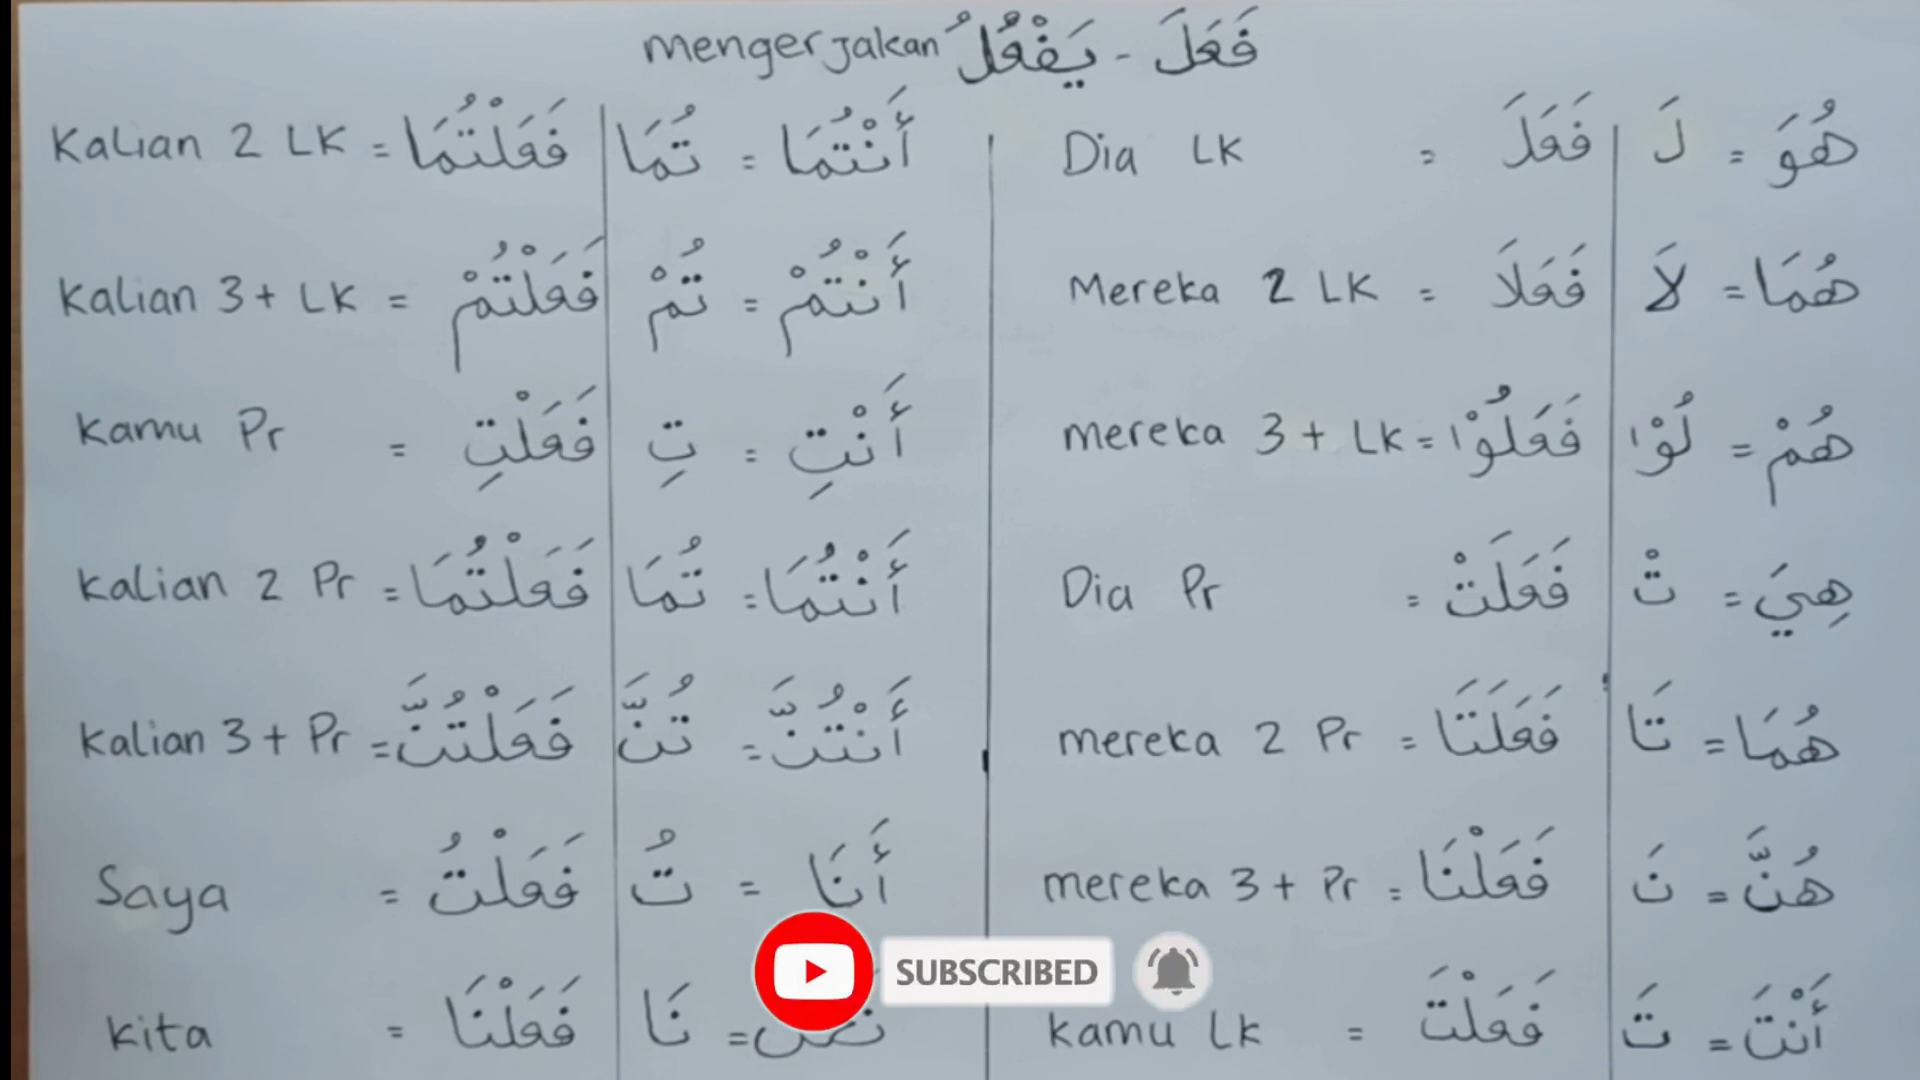 فَعَلَ - يَفْعُلُ mengerjakan
هُوَ = لَ فَعَلَ = Dia LK
هُمَا = لَا فَعَلَا = Mereka 2 LK
هُمْ = لُوْا فَعَلُوْا = mereka 3 + LK
هِيَ = تْ فَعَلَتْ = Dia Pr
هُمَا = تَا فَعَلَتَا = mereka 2 Pr
هُنَّ = نَ فَعَلْنَا = mereka 3 + Pr
أَنْتَ = تَ فَعَلْتَ = kamu LK
أَنْتُمَا = تُمَا فَعَلْتُمَا = Kalian 2 LK
أَنْتُمْ = تُمْ فَعَلْتُمْ = Kalian 3 + LK
أَنْتِ = تِ فَعَلْتِ = Kamu Pr
أَنْتُمَا = تُمَا فَعَلْتُمَا = Kalian 2 Pr
أَنْتُنَّ = تُنَّ فَعَلْتُنَّ = Kalian 3 + Pr
أَنَا = تُ فَعَلْتُ = Saya
= نَا فَعَلْنَا = Kita
SUBSCRIBED